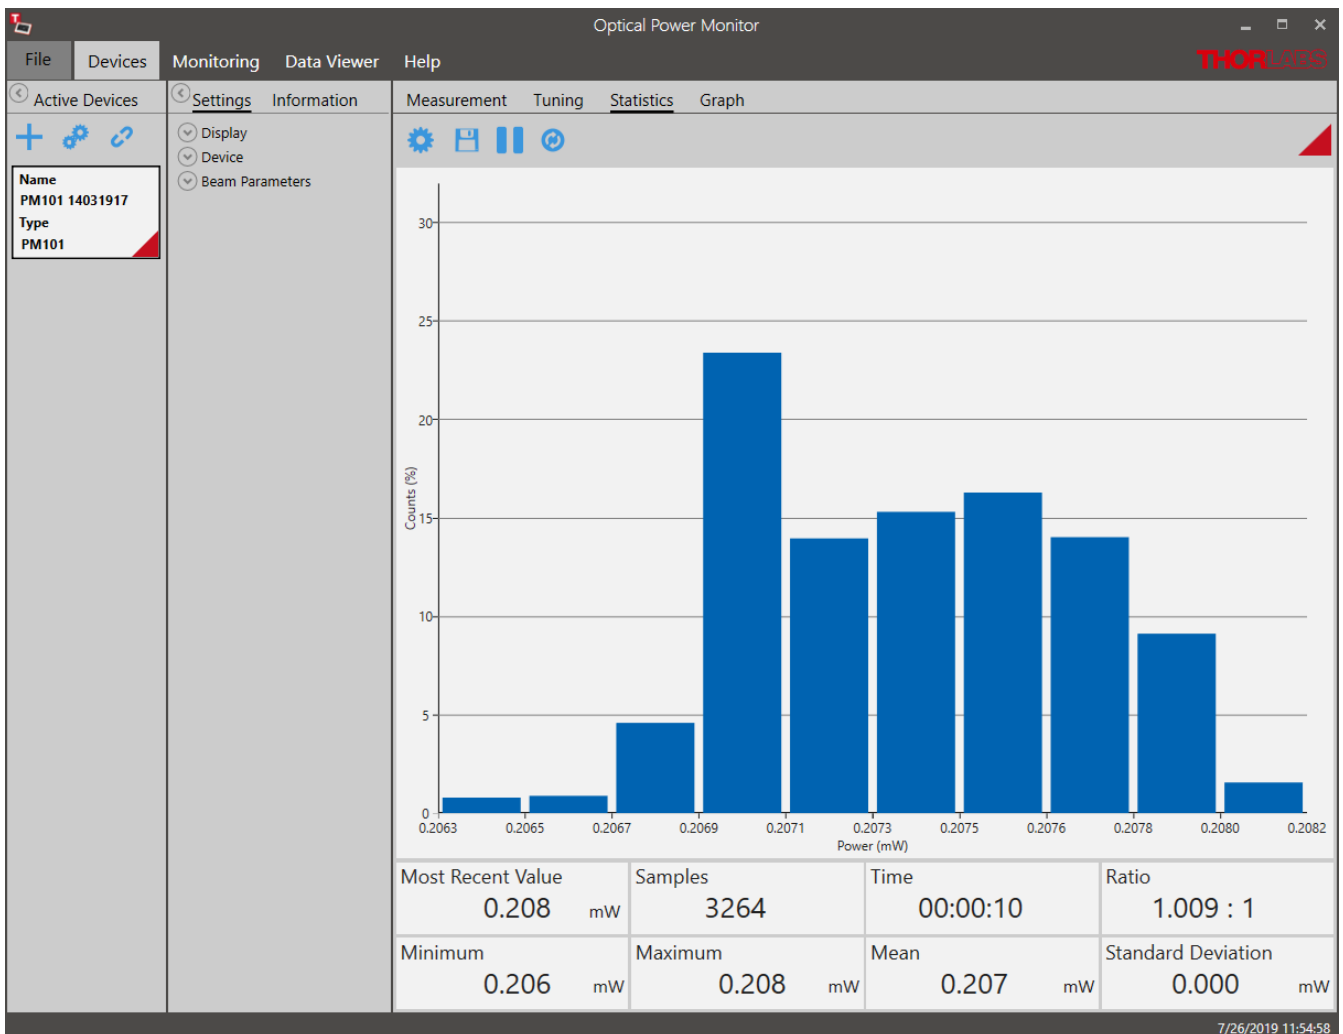 Optical Power Monitor
File Devices Monitoring Data Viewer Help
THORLABS
Active Devices
Settings Information
Measurement Tuning Statistics Graph
Display
Device
Beam Parameters
Name
PM101 14031917
Type
PM101
30
25
20
15
10
5
0
Counts (%)
0.2063 0.2065 0.2067 0.2069 0.2071 0.2073 0.2075 0.2076 0.2078 0.2080 0.2082
Power (mW)
Most Recent Value
0.208 mW
Samples
3264
Time
00:00:10
Ratio
1.009 : 1
Minimum
0.206 mW
Maximum
0.208 mW
Mean
0.207 mW
Standard Deviation
0.000 mW
7/26/2019 11:54:58